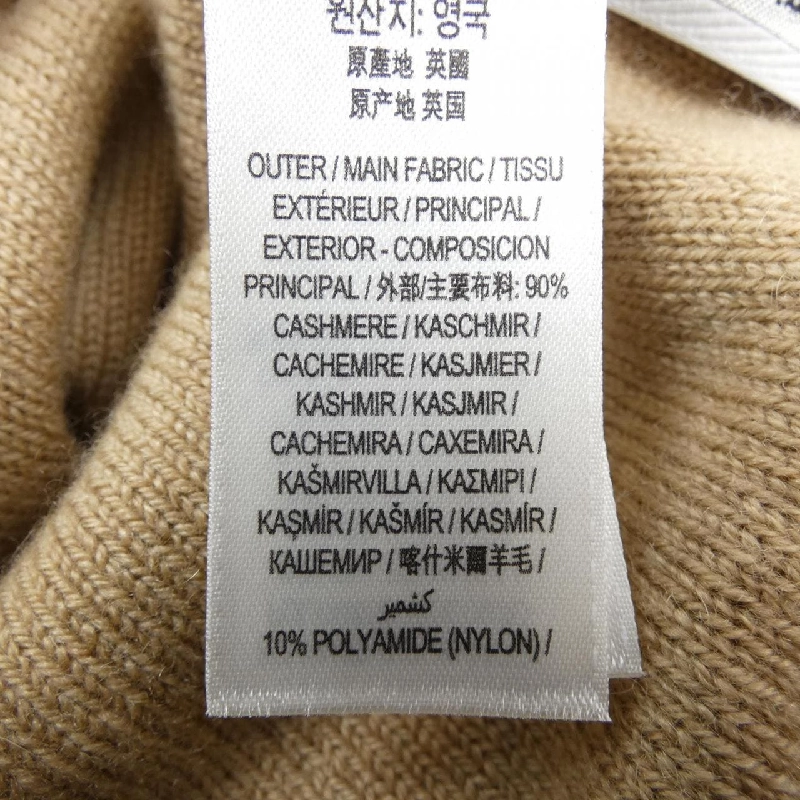 원산지: 영국
原產地 英國
原产地 英国
OUTER / MAIN FABRIC / TISSU
EXTÉRIEUR / PRINCIPAL /
EXTERIOR - COMPOSICION
PRINCIPAL / 外部/主要布料: 90%
CASHMERE / KASCHMIR /
CACHEMIRE / KASJMIER /
KASHMIR / KASJMIR /
CACHEMIRA / CAXEMIRA /
KAŠMIRVILLA / ΚΑΣΜΙΡΙ /
KAŞMİR / KAŠMÍR / KASMÍR /
КАШЕМИР / 喀什米爾羊毛 /
كشمير
10% POLYAMIDE (NYLON) /